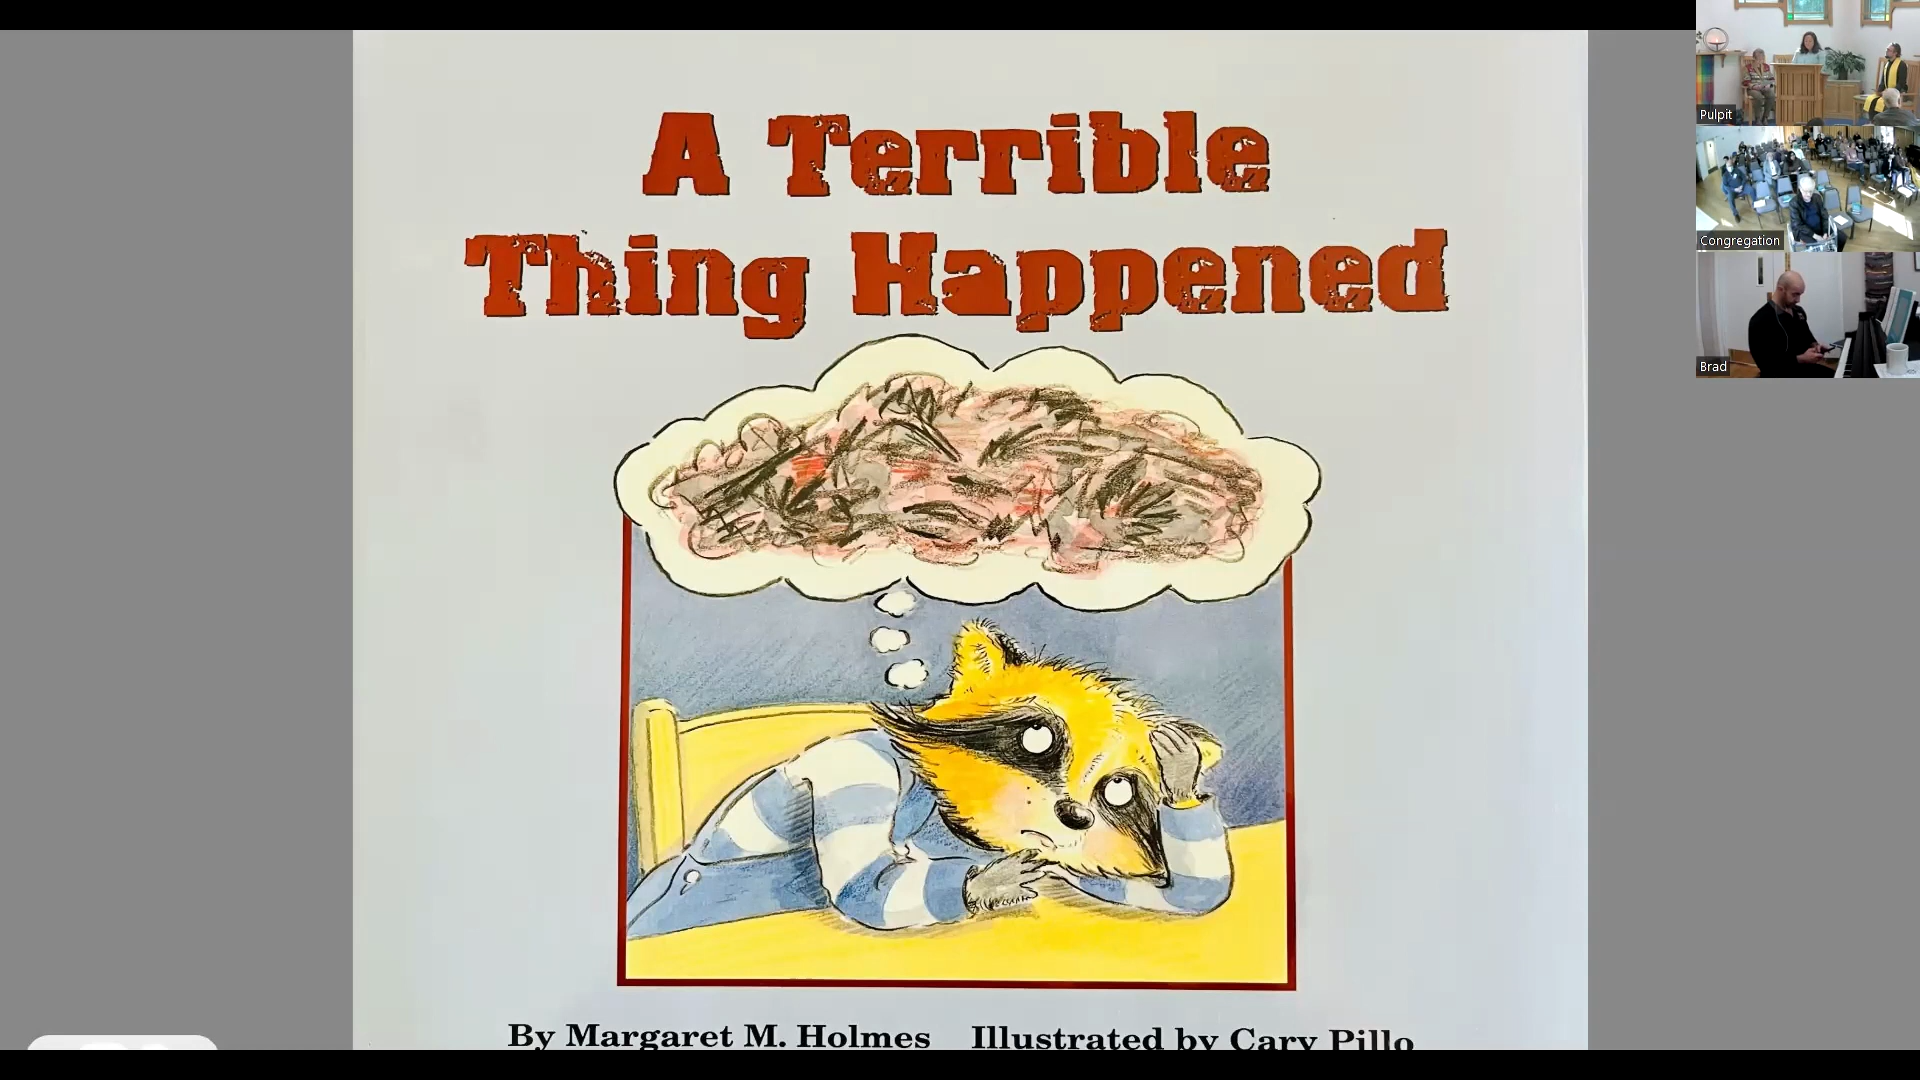 A Terrible
Thing Happened
By Margaret M. Holmes Illustrated by Cary Pillo
Pulpit
Congregation
Brad